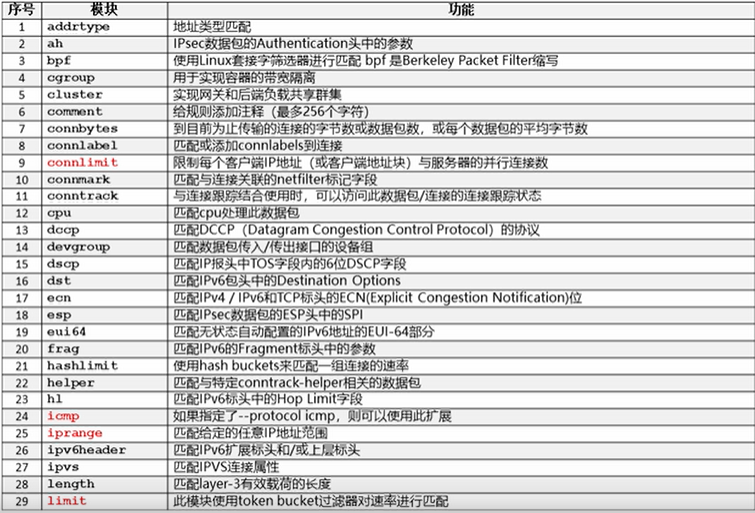 序号 模块 功能
1 addrtype 地址类型匹配
2 ah IPsec数据包的Authentication头中的参数
3 bpf 使用Linux套接字筛选器进行匹配 bpf 是Berkeley Packet Filter缩写
4 cgroup 用于实现容器的带宽隔离
5 cluster 实现网关和后端负载共享群集
6 comment 给规则添加注释（最多256个字符）
7 connbytes 到目前为止传输的连接的字节数或数据包数，或每个数据包的平均字节数
8 connlabel 匹配或添加connlabels到连接
9 connlimit 限制每个客户端IP地址（或客户端地址块）与服务器的并行连接数
10 connmark 匹配与连接关联的netfilter标记字段
11 conntrack 与连接跟踪结合使用时，可以访问此数据包/连接的连接跟踪状态
12 cpu 匹配cpu处理此数据包
13 dccp 匹配DCCP（Datagram Congestion Control Protocol）的协议
14 devgroup 匹配数据包传入/传出接口的设备组
15 dscp 匹配IP报头中TOS字段内的6位DSCP字段
16 dst 匹配IPv6包头中的Destination Options
17 ecn 匹配IPv4 / IPv6和TCP标头的ECN(Explicit Congestion Notification)位
18 esp 匹配IPsec数据包的ESP头中的SPI
19 eui64 匹配无状态自动配置的IPv6地址的EUI-64部分
20 frag 匹配IPv6的Fragment标头中的参数
21 hashlimit 使用hash buckets来匹配一组连接的速率
22 helper 匹配与特定conntrack-helper相关的数据包
23 hl 匹配IPv6标头中的Hop Limit字段
24 icmp 如果指定了--protocol icmp，则可以使用此扩展
25 iprange 匹配给定的任意IP地址范围
26 ipv6header 匹配IPv6扩展标头和/或上层标头
27 ipvs 匹配IPVS连接属性
28 length 匹配layer-3有效载荷的长度
29 limit 此模块使用token bucket过滤器对速率进行匹配